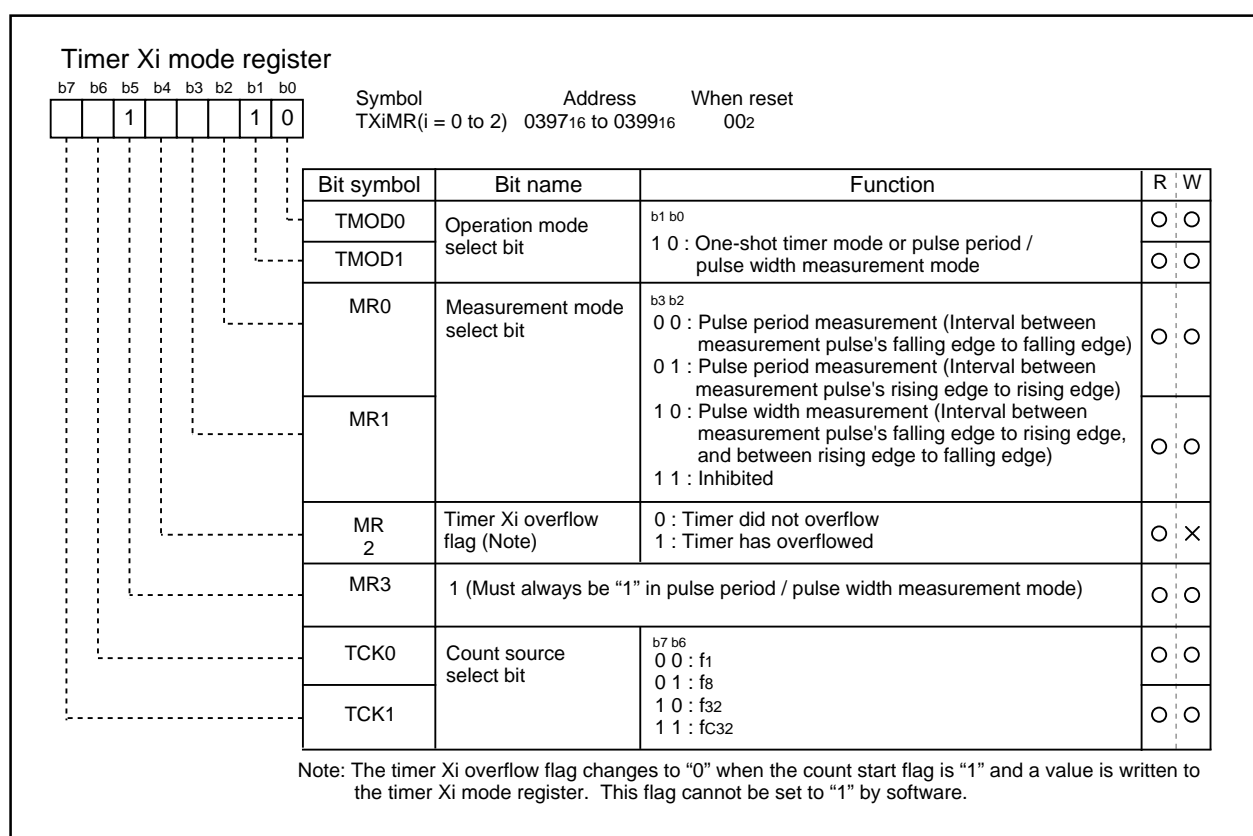 Timer Xi mode register
b7 b6 b5 b4 b3 b2 b1 b0
1 1 0
Symbol Address When reset
TXiMR(i = 0 to 2) 039716 to 039916 002
Bit symbol Bit name Function R W
TMOD0 Operation mode select bit b1 b0
1 0 : One-shot timer mode or pulse period /
pulse width measurement mode
TMOD1
MR0 Measurement mode select bit b3 b2
0 0 : Pulse period measurement (Interval between
measurement pulse's falling edge to falling edge)
0 1 : Pulse period measurement (Interval between
measurement pulse's rising edge to rising edge)
MR1
1 0 : Pulse width measurement (Interval between
measurement pulse's falling edge to rising edge,
and between rising edge to falling edge)
1 1 : Inhibited
MR
2
Timer Xi overflow
flag (Note)
0 : Timer did not overflow
1 : Timer has overflowed
MR3 1 (Must always be “1” in pulse period / pulse width measurement mode)
TCK0 Count source select bit b7 b6
0 0 : f1
0 1 : f8
TCK1
1 0 : f32
1 1 : fC32
Note: The timer Xi overflow flag changes to “0” when the count start flag is “1” and a value is written to
the timer Xi mode register. This flag cannot be set to “1” by software.